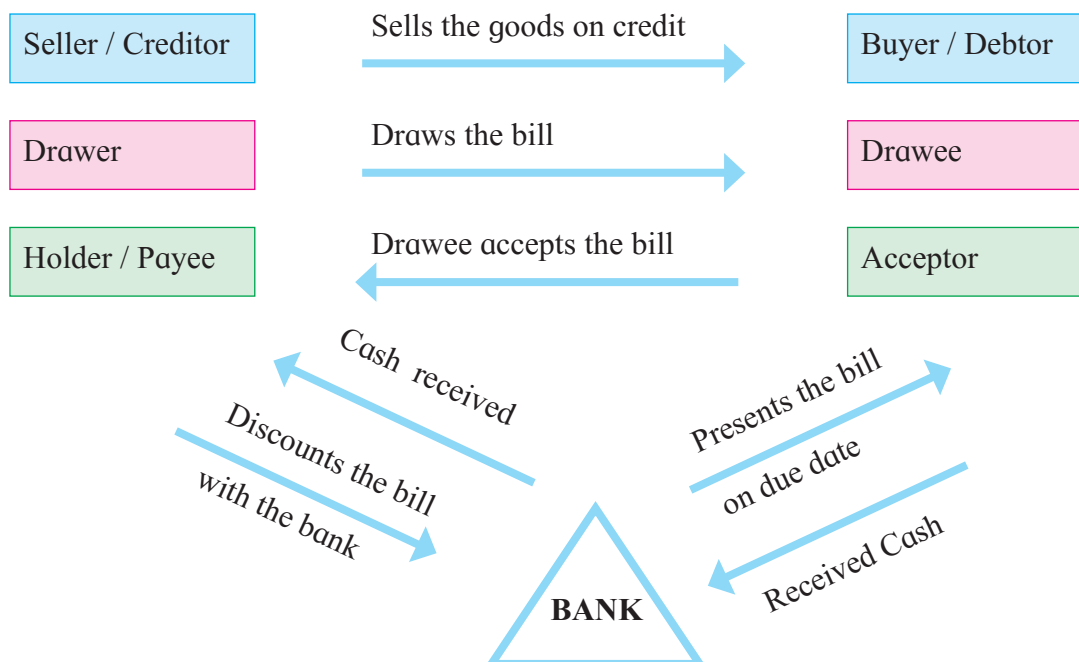 Seller / Creditor
Sells the goods on credit
Buyer / Debtor
Drawer
Draws the bill
Drawee
Holder / Payee
Drawee accepts the bill
Acceptor
Cash received
Discounts the bill
with the bank
Presents the bill
on due date
Received Cash
BANK